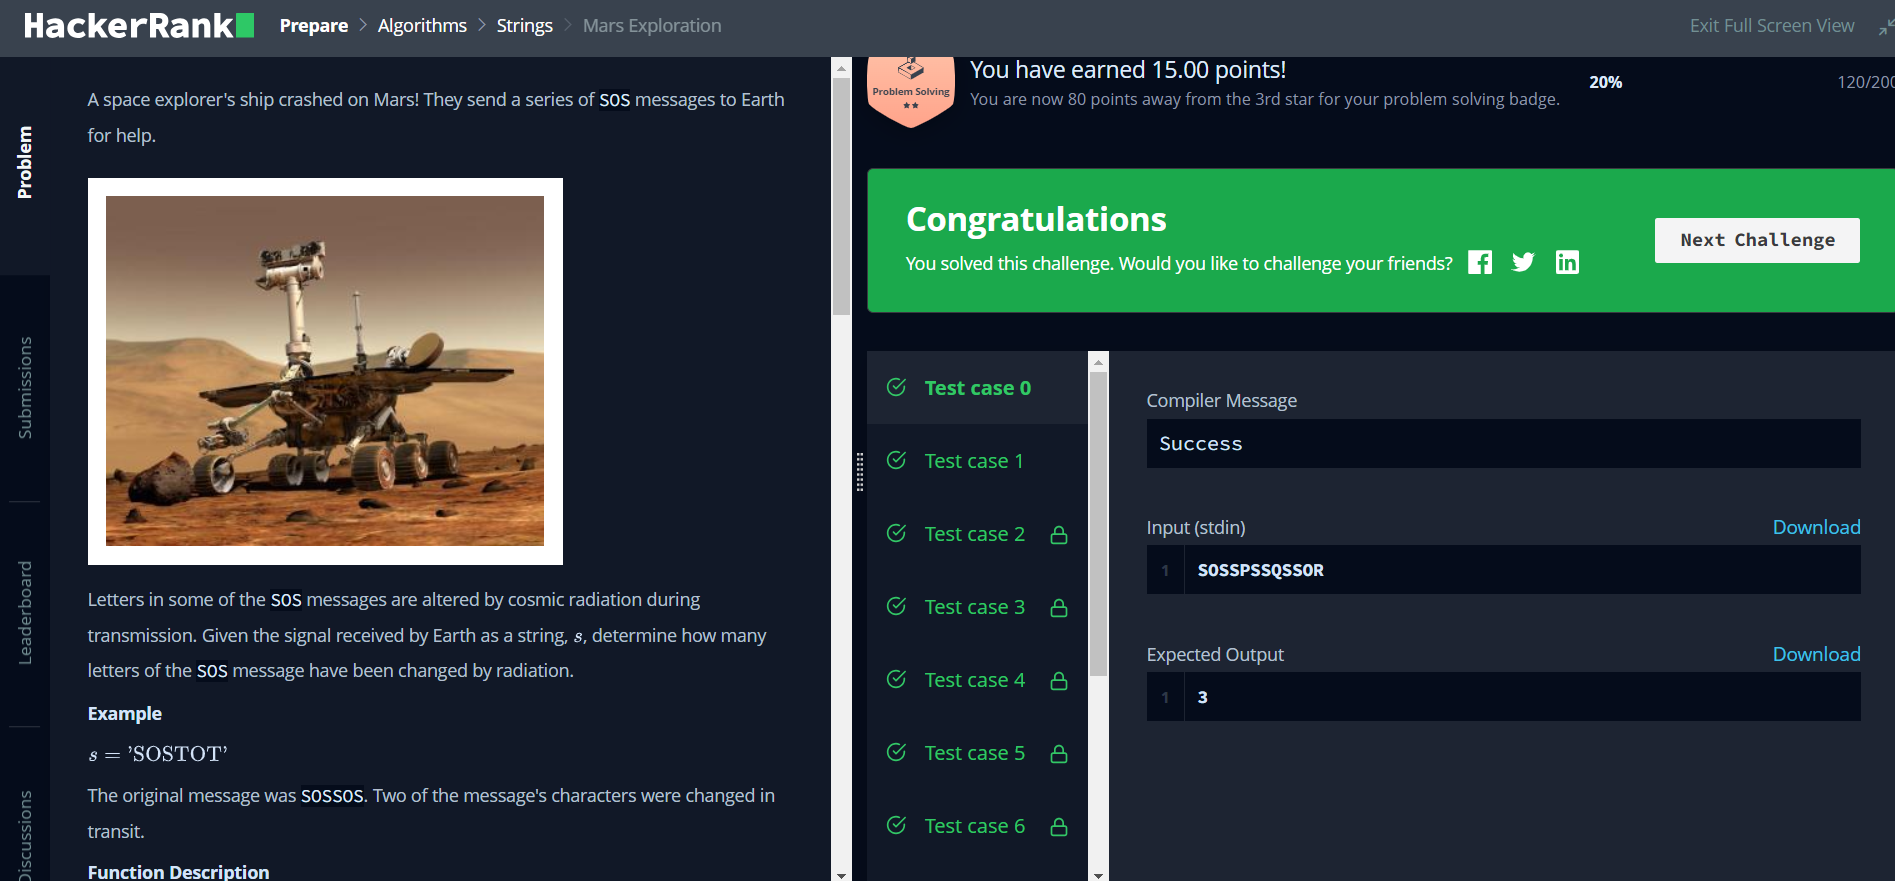 HackerRank
Prepare > Algorithms > Strings > Mars Exploration
Exit Full Screen View
Problem
Submissions
Leaderboard
Discussions
A space explorer's ship crashed on Mars! They send a series of SOS messages to Earth
for help.
Letters in some of the SOS messages are altered by cosmic radiation during
transmission. Given the signal received by Earth as a string, s, determine how many
letters of the SOS message have been changed by radiation.
Example
s = 'SOSTOT'
The original message was SOSSOS. Two of the message's characters were changed in
transit.
Function Description
Problem Solving
You have earned 15.00 points!
You are now 80 points away from the 3rd star for your problem solving badge.
20%
120/200
Congratulations
You solved this challenge. Would you like to challenge your friends?
Next Challenge
Test case 0
Test case 1
Test case 2
Test case 3
Test case 4
Test case 5
Test case 6
Compiler Message
Success
Input (stdin)
Download
1
SOSSPSSQSSOR
Expected Output
Download
1
3